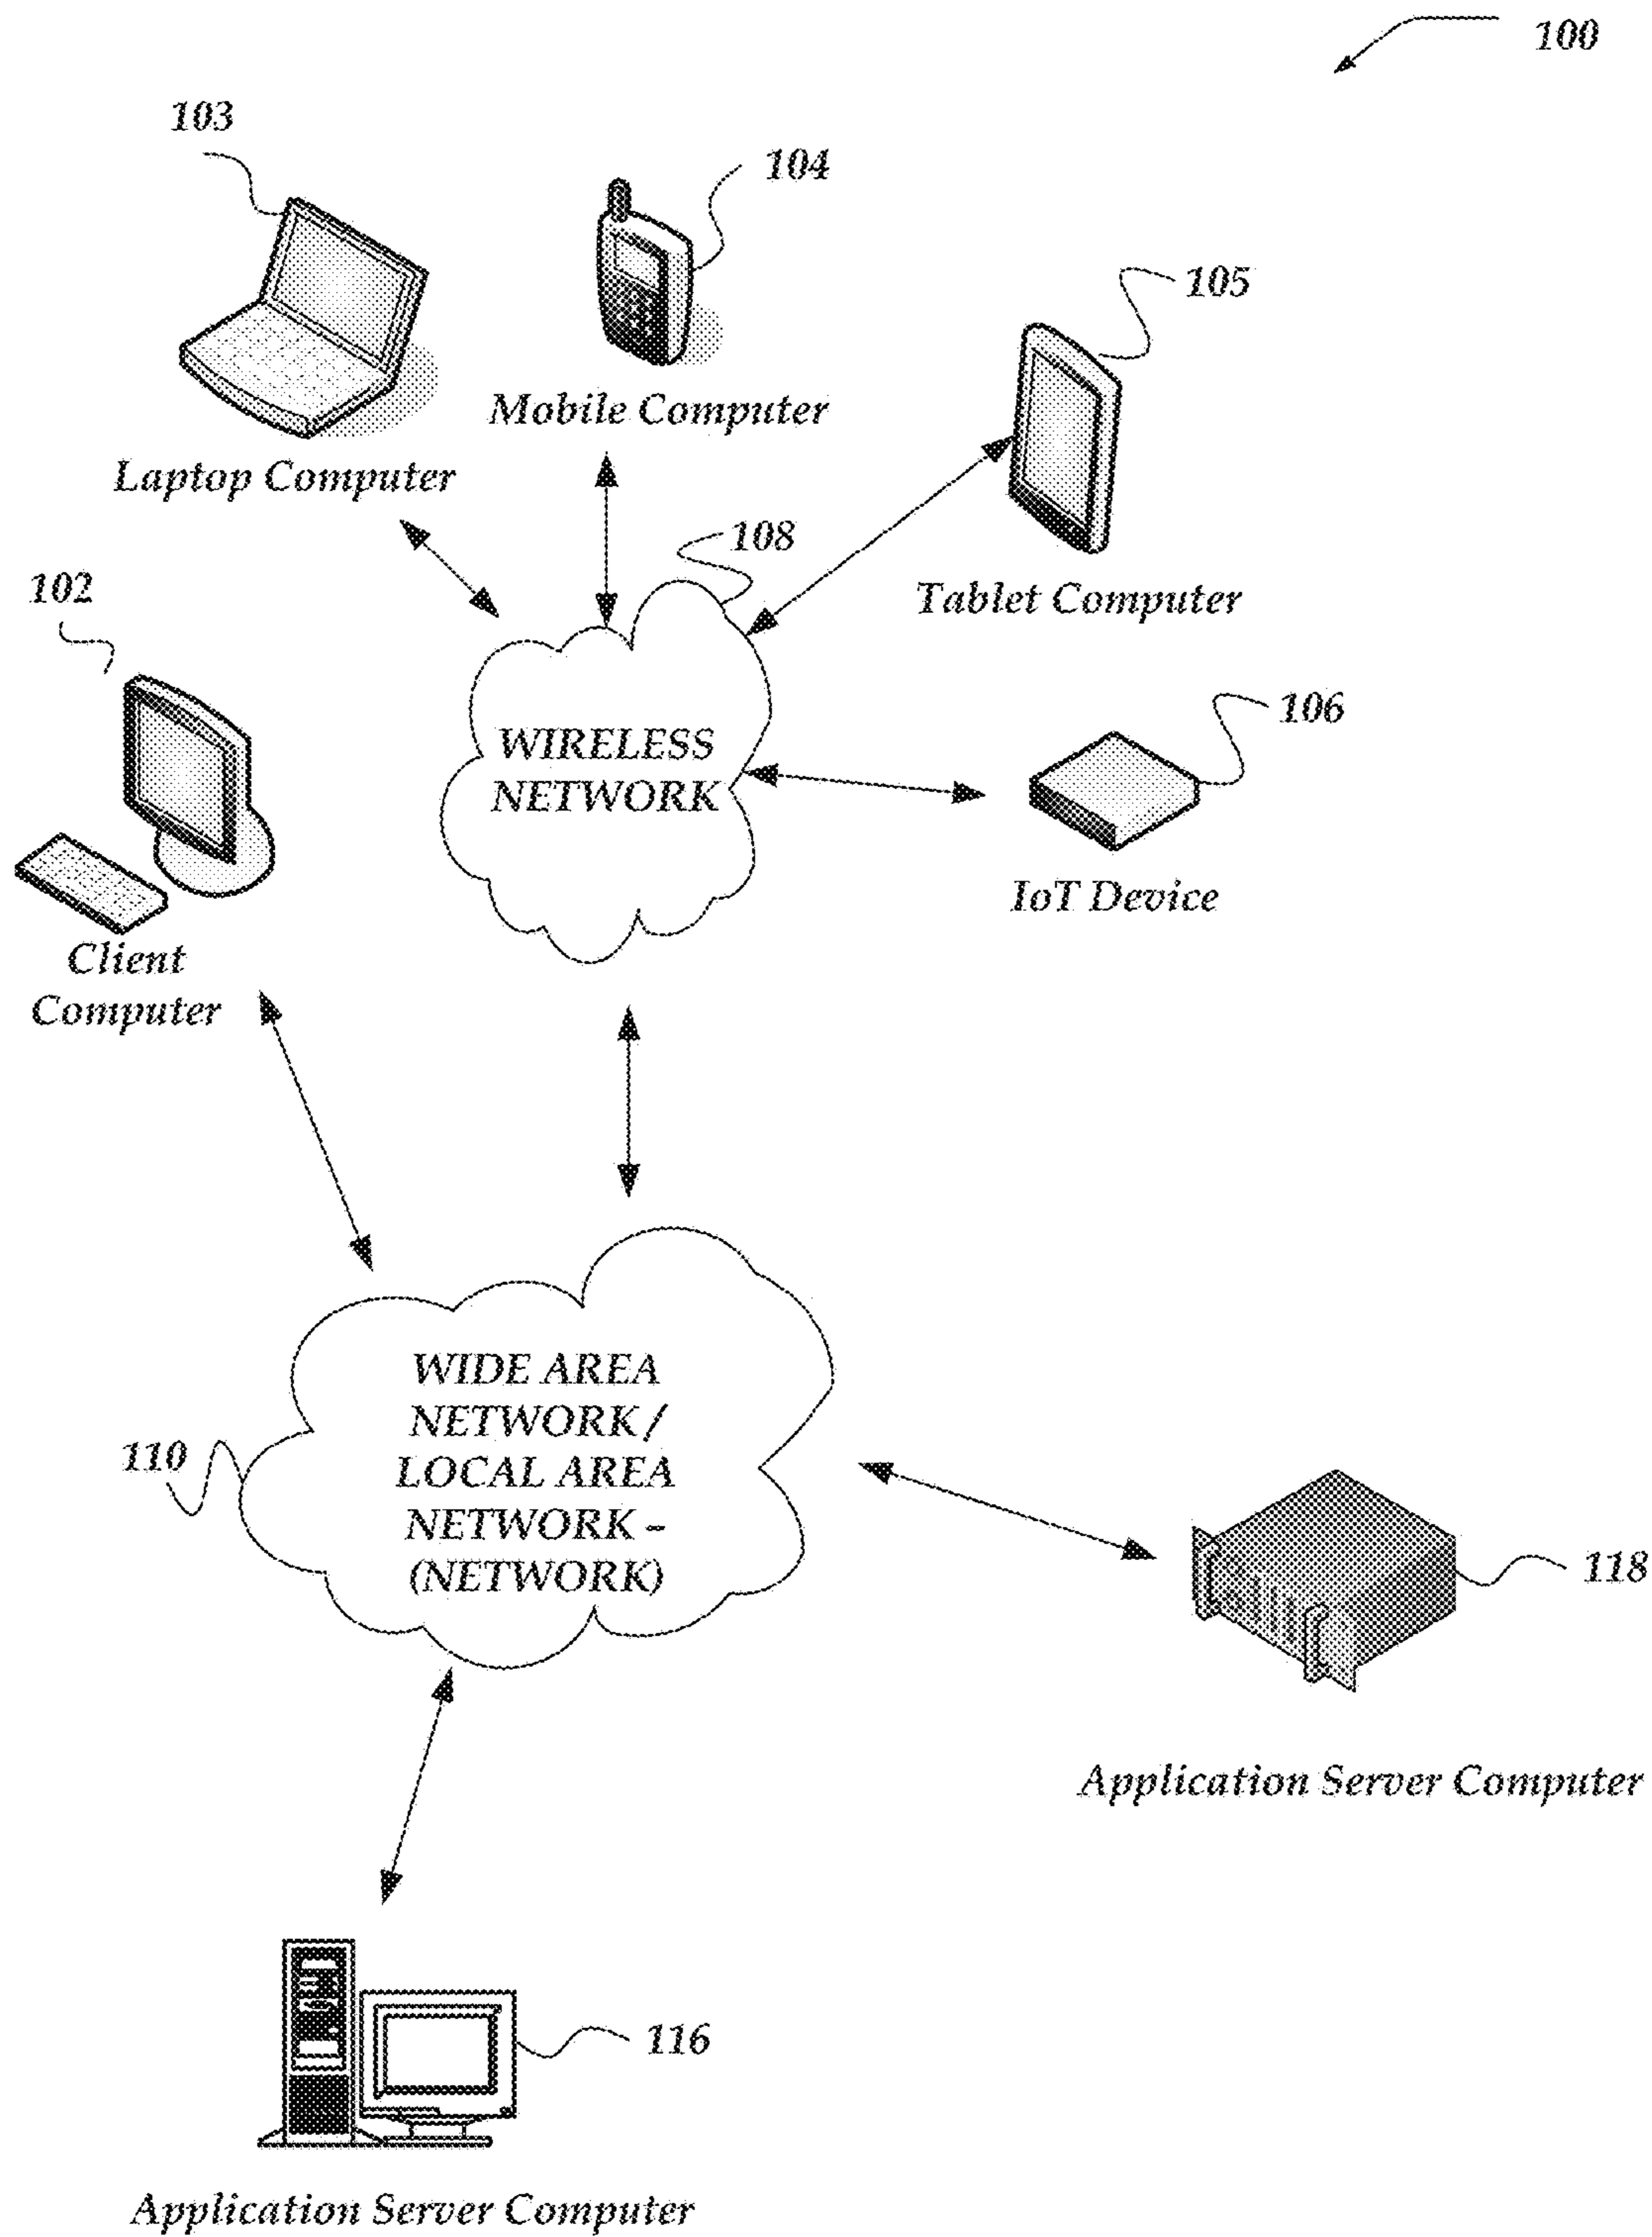 100
103
104
105
Mobile Computer
Laptop Computer
108
102
Tablet Computer
106
WIRELESS
NETWORK
IoT Device
Client
Computer
WIDE AREA
NETWORK /
LOCAL AREA
NETWORK –
(NETWORK)
110
118
Application Server Computer
116
Application Server Computer